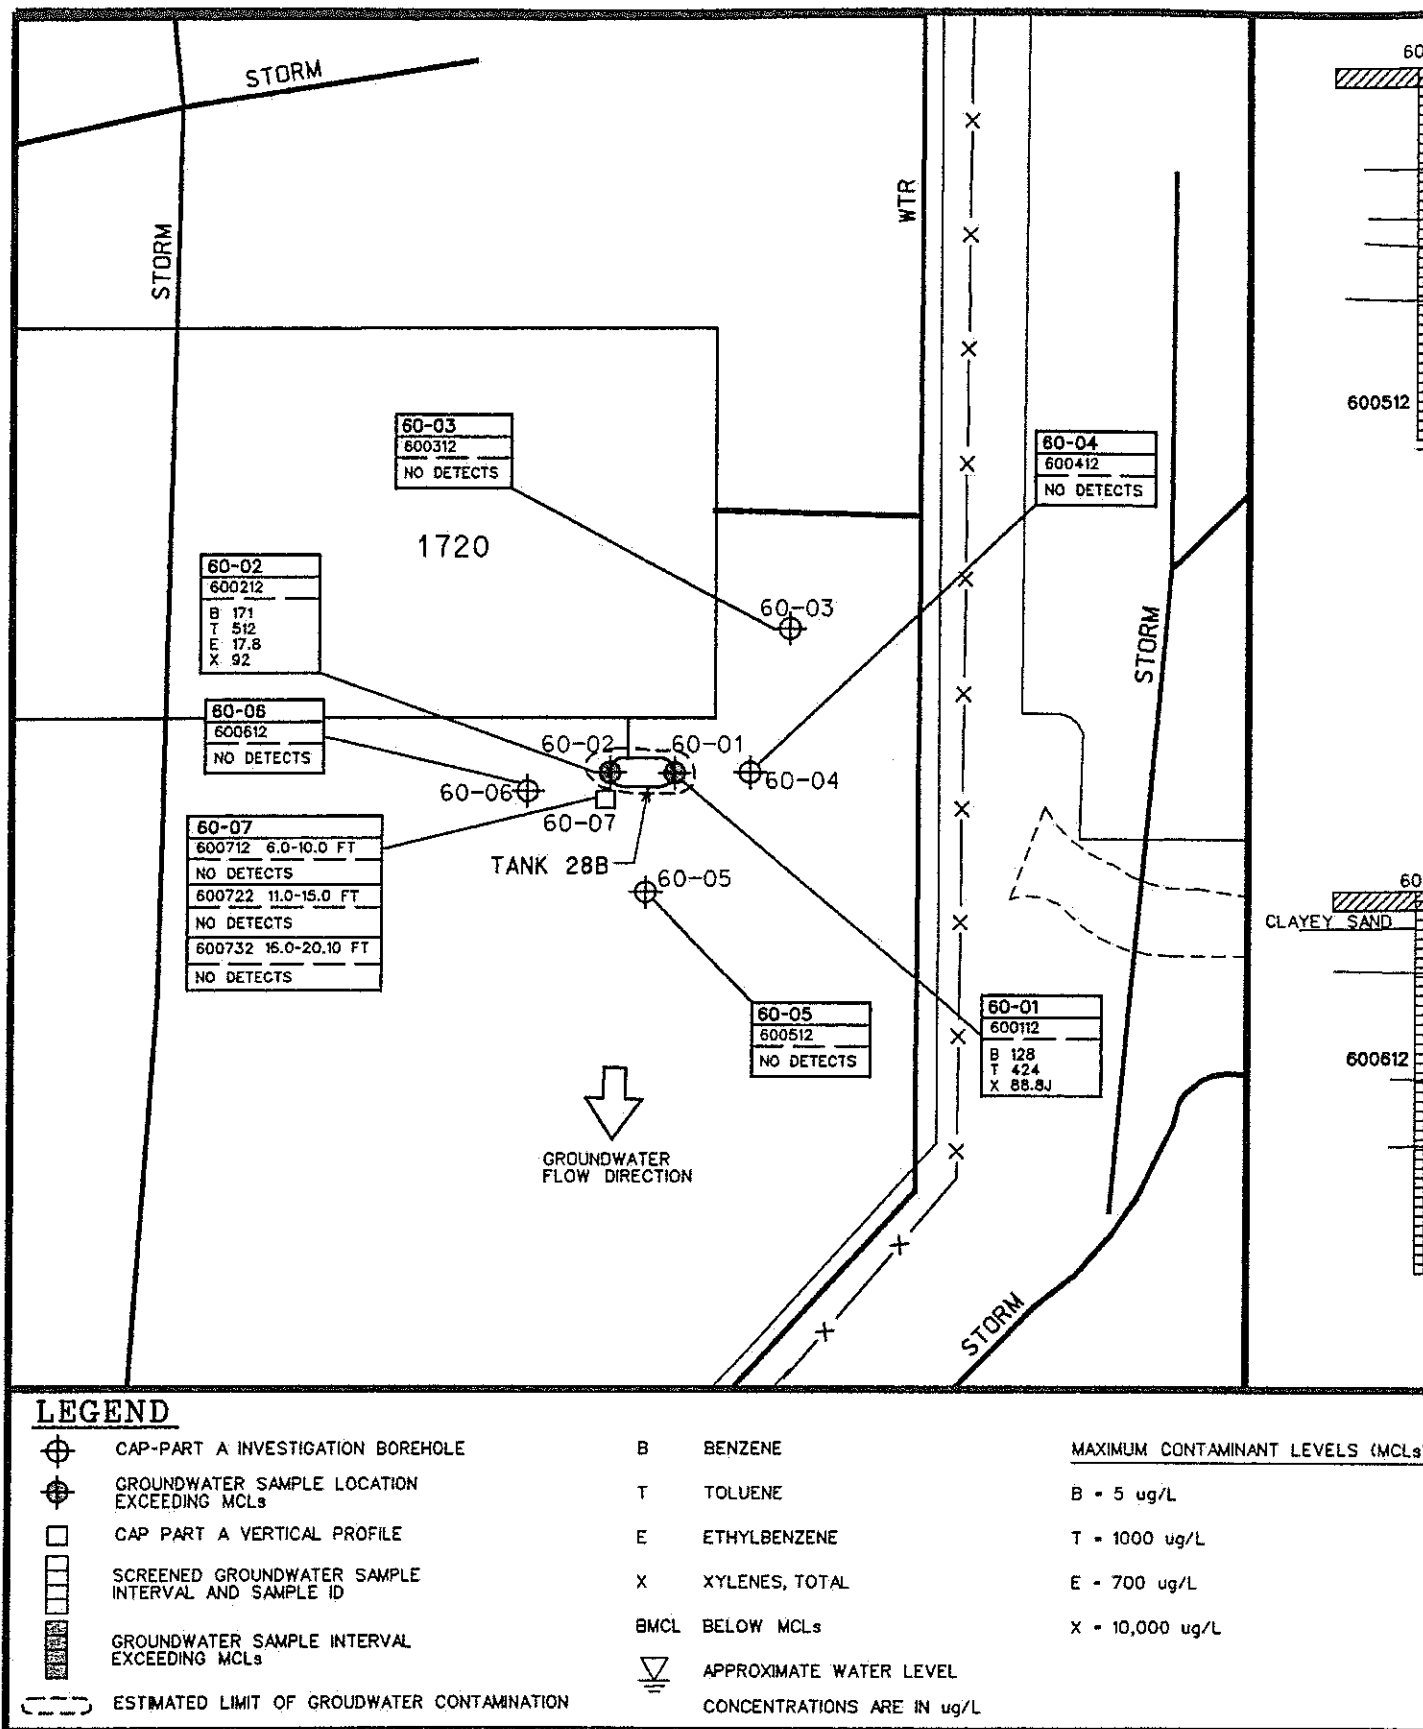 STORM
STORM
WTR
60
600512
60-03
600312
NO DETECTS
60-04
600412
NO DETECTS
1720
60-02
600212
B 171
T 512
E 17.8
X 92
60-03
STORM
60-06
600612
NO DETECTS
60-02
60-01
60-04
60-06
60-07
60-07
600712 6.0-10.0 FT
NO DETECTS
600722 11.0-15.0 FT
NO DETECTS
600732 16.0-20.10 FT
NO DETECTS
TANK 28B
60-05
60
CLAYEY SAND
60-05
600512
NO DETECTS
60-01
600112
B 128
T 424
X 88.8J
600612
GROUNDWATER
FLOW DIRECTION
STORM
LEGEND
CAP-PART A INVESTIGATION BOREHOLE
GROUNDWATER SAMPLE LOCATION
EXCEEDING MCLs
CAP PART A VERTICAL PROFILE
SCREENED GROUNDWATER SAMPLE
INTERVAL AND SAMPLE ID
GROUNDWATER SAMPLE INTERVAL
EXCEEDING MCLs
ESTIMATED LIMIT OF GROUDWATER CONTAMINATION
B BENZENE
T TOLUENE
E ETHYLBENZENE
X XYLENES, TOTAL
BMCL BELOW MCLs
APPROXIMATE WATER LEVEL
CONCENTRATIONS ARE IN ug/L
MAXIMUM CONTAMINANT LEVELS (MCLs
B = 5 ug/L
T = 1000 ug/L
E - 700 ug/L
X = 10,000 ug/L